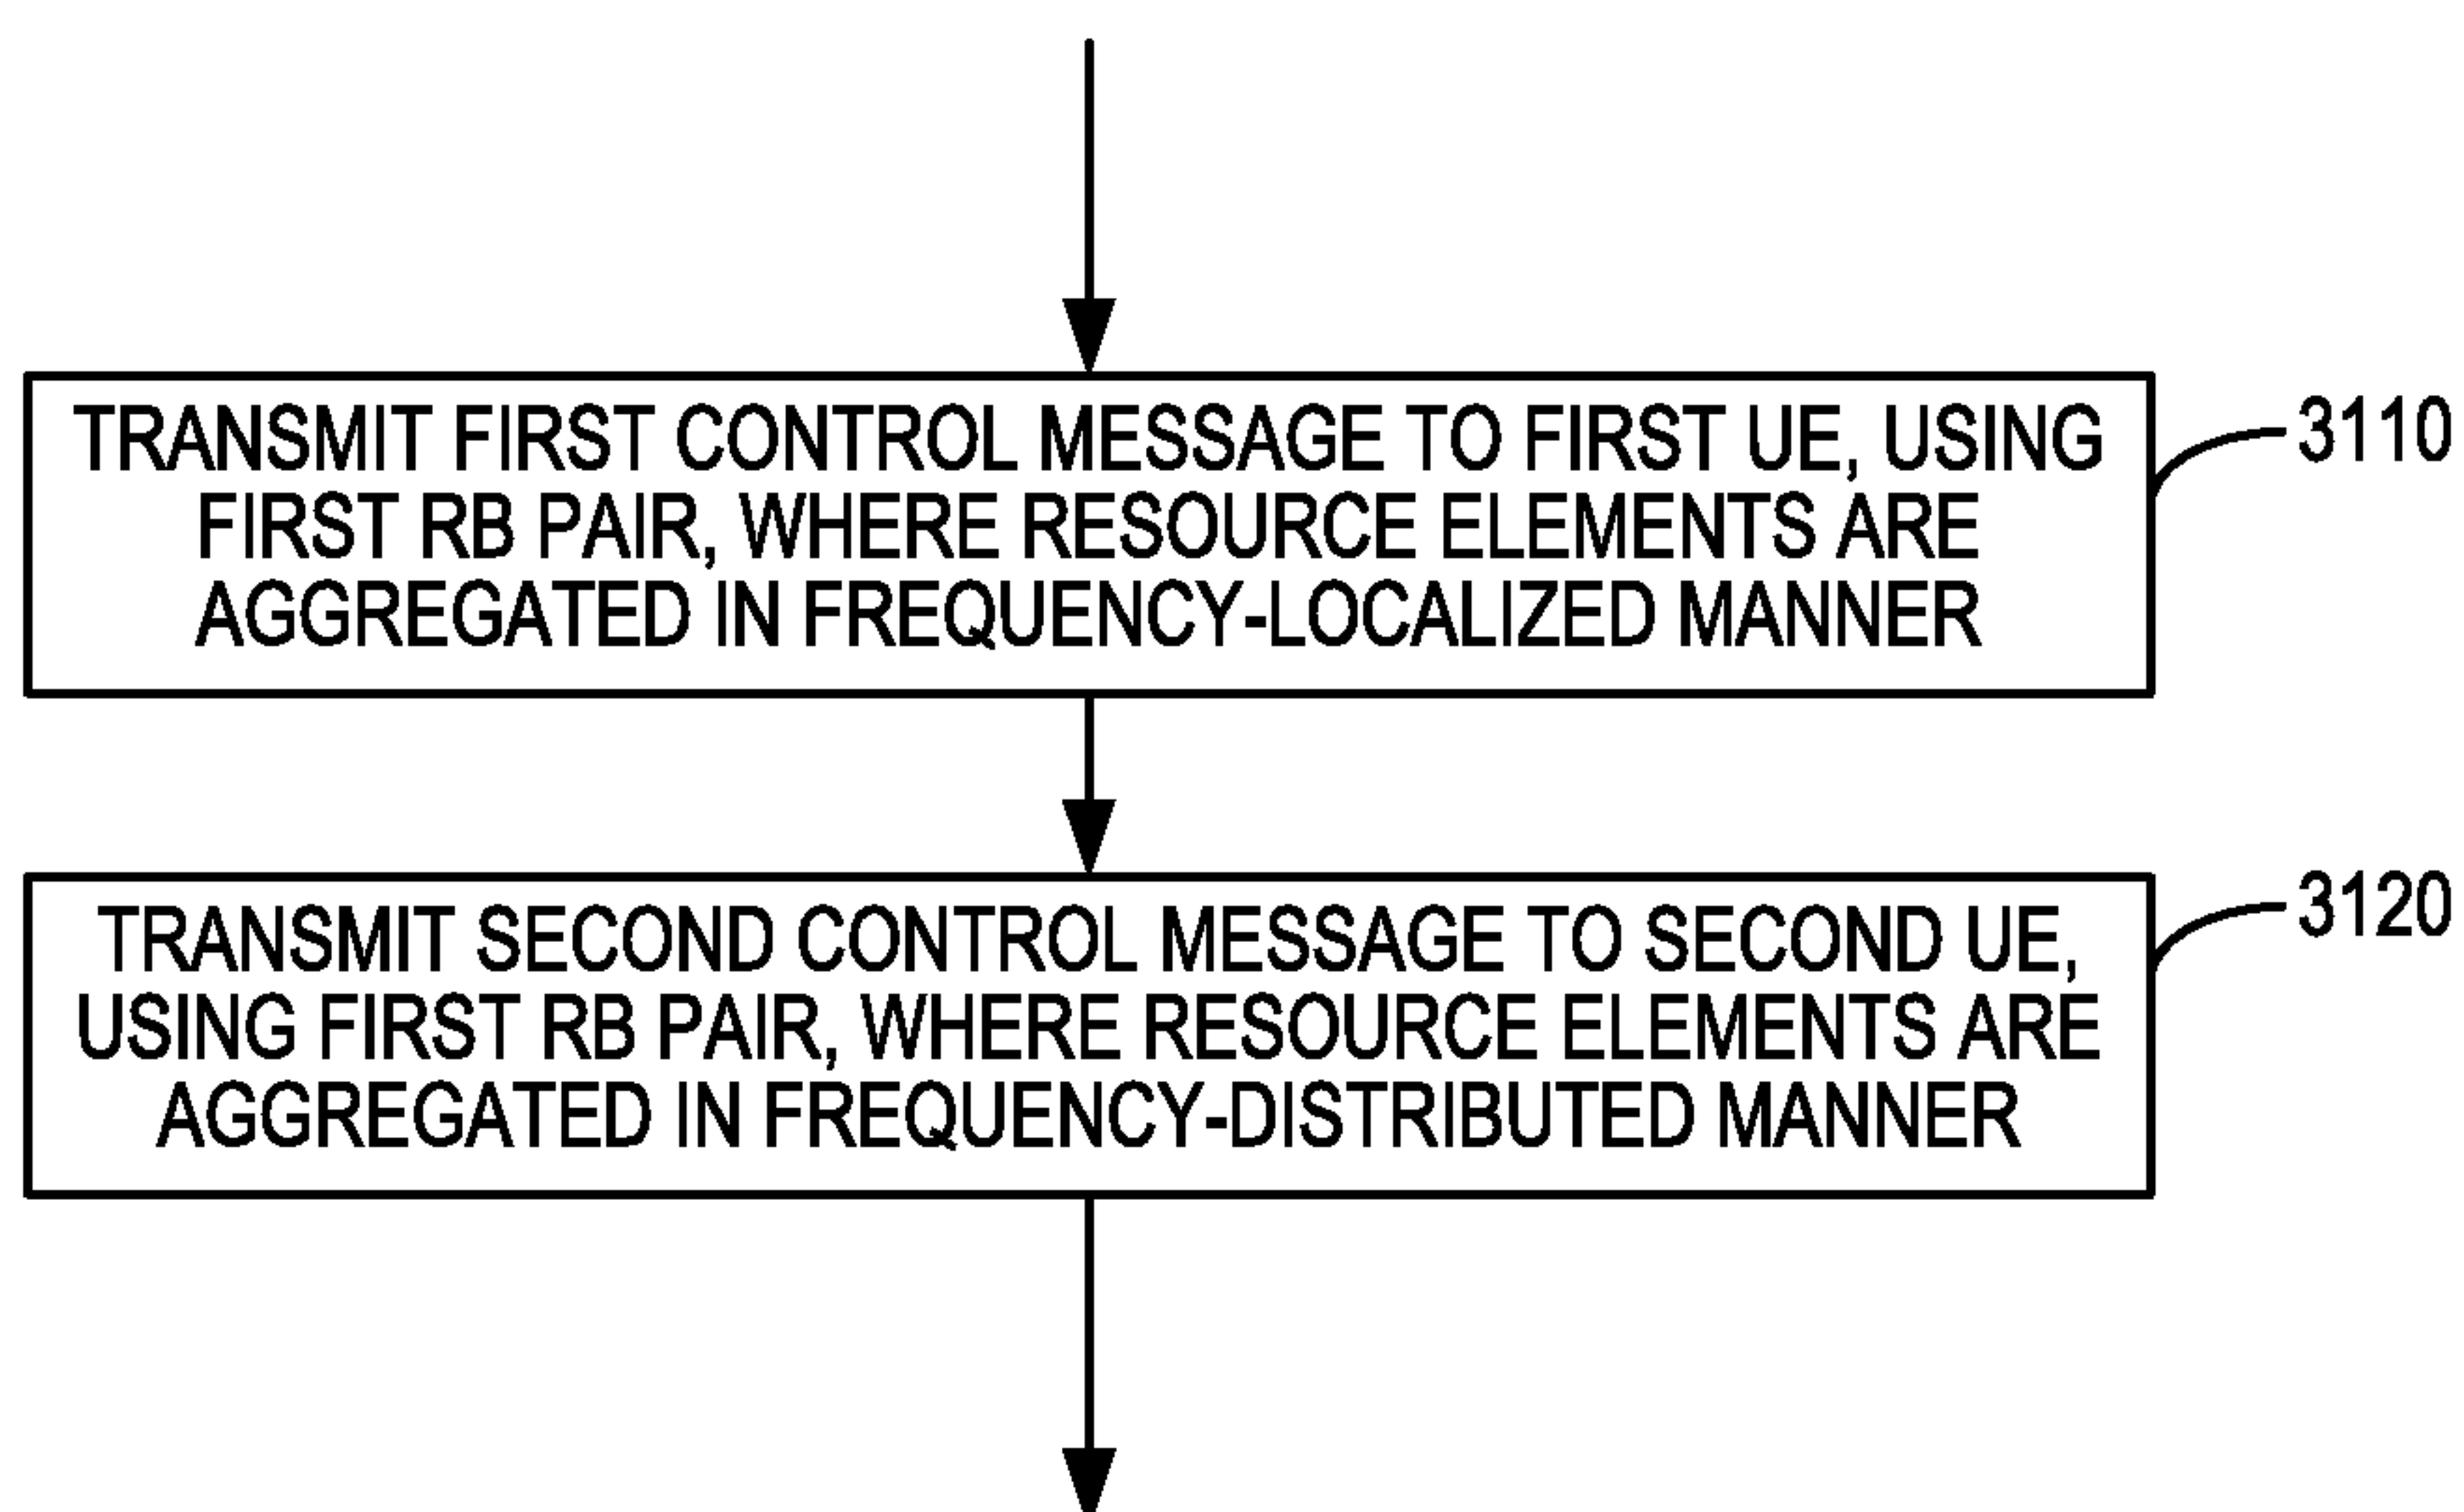 TRANSMIT FIRST CONTROL MESSAGE TO FIRST UE, USING
FIRST RB PAIR, WHERE RESOURCE ELEMENTS ARE
AGGREGATED IN FREQUENCY-LOCALIZED MANNER
3110
TRANSMIT SECOND CONTROL MESSAGE TO SECOND UE,
USING FIRST RB PAIR, WHERE RESOURCE ELEMENTS ARE
AGGREGATED IN FREQUENCY-DISTRIBUTED MANNER
3120